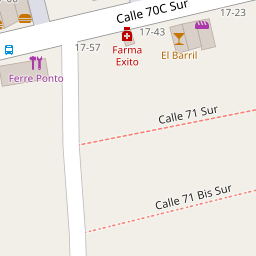 Calle 70C Sur
17-23
17-43
17-57
Farma
Exito
El Barril
Ferre Ponto
Calle 71 Sur
Calle 71 Bis Sur